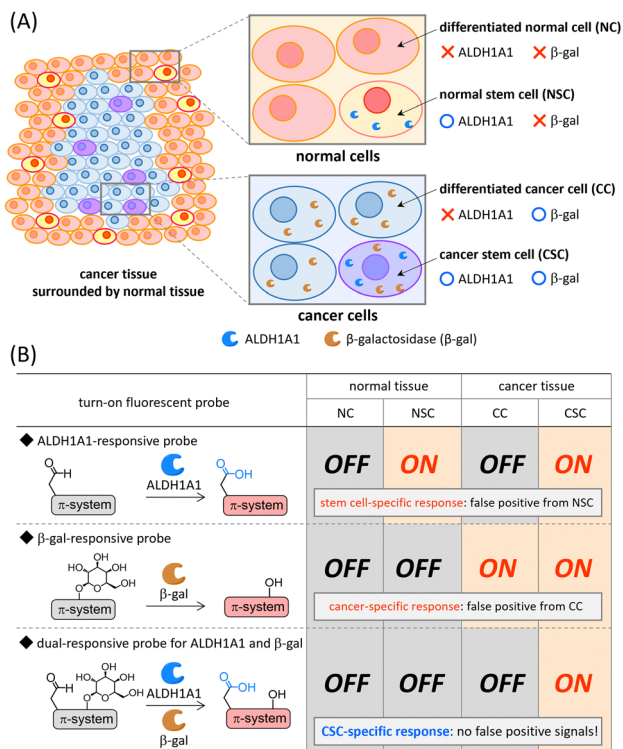 (A)
differentiated normal cell (NC)
ALDH1A1 β-gal
normal stem cell (NSC)
ALDH1A1 β-gal
normal cells
differentiated cancer cell (CC)
ALDH1A1 β-gal
cancer stem cell (CSC)
ALDH1A1 β-gal
cancer cells
cancer tissue
surrounded by normal tissue
ALDH1A1 β-galactosidase (β-gal)
(B)
turn-on fluorescent probe
normal tissue cancer tissue
NC NSC CC CSC
ALDH1A1-responsive probe
O H
ALDH1A1
O OH
π-system π-system
OFF ON OFF ON
stem cell-specific response: false positive from NSC
β-gal-responsive probe
HO OH
HO O OH
O
β-gal
OH
π-system π-system
OFF OFF ON ON
cancer-specific response: false positive from CC
dual-responsive probe for ALDH1A1 and β-gal
O H HO OH
HO O OH
O
ALDH1A1
β-gal
O OH OH
π-system π-system
OFF OFF OFF ON
CSC-specific response: no false positive signals!